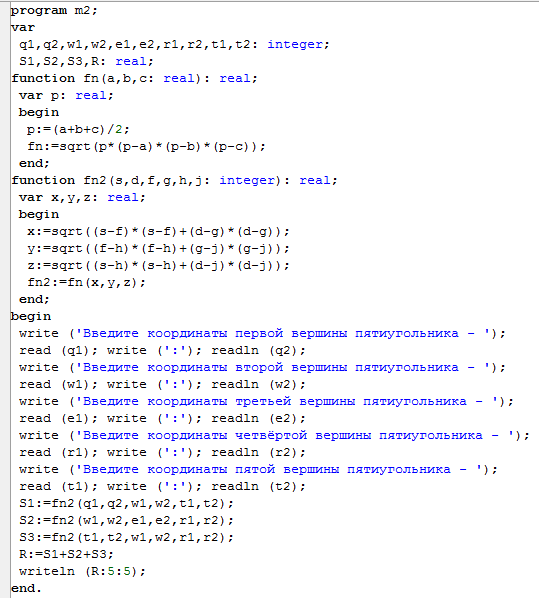 program m2;
var
q1,q2,w1,w2,e1,e2,r1,r2,t1,t2: integer;
S1,S2,S3,R: real;
function fn(a,b,c: real): real;
var p: real;
begin
p:=(a+b+c)/2;
fn:=sqrt(p*(p-a)*(p-b)*(p-c));
end;
function fn2(s,d,f,g,h,j: integer): real;
var x,y,z: real;
begin
x:=sqrt((s-f)*(s-f)+(d-g)*(d-g));
y:=sqrt((f-h)*(f-h)+(g-j)*(g-j));
z:=sqrt((s-h)*(s-h)+(d-j)*(d-j));
fn2:=fn(x,y,z);
end;
begin
write ('Введите координаты первой вершины пятиугольника - ');
read (q1); write (':'); readln (q2);
write ('Введите координаты второй вершины пятиугольника - ');
read (w1); write (':'); readln (w2);
write ('Введите координаты третьей вершины пятиугольника - ');
read (e1); write (':'); readln (e2);
write ('Введите координаты четвёртой вершины пятиугольника - ');
read (r1); write (':'); readln (r2);
write ('Введите координаты пятой вершины пятиугольника - ');
read (t1); write (':'); readln (t2);
S1:=fn2(q1,q2,w1,w2,t1,t2);
S2:=fn2(w1,w2,e1,e2,r1,r2);
S3:=fn2(t1,t2,w1,w2,r1,r2);
R:=S1+S2+S3;
writeln (R:5:5);
end.